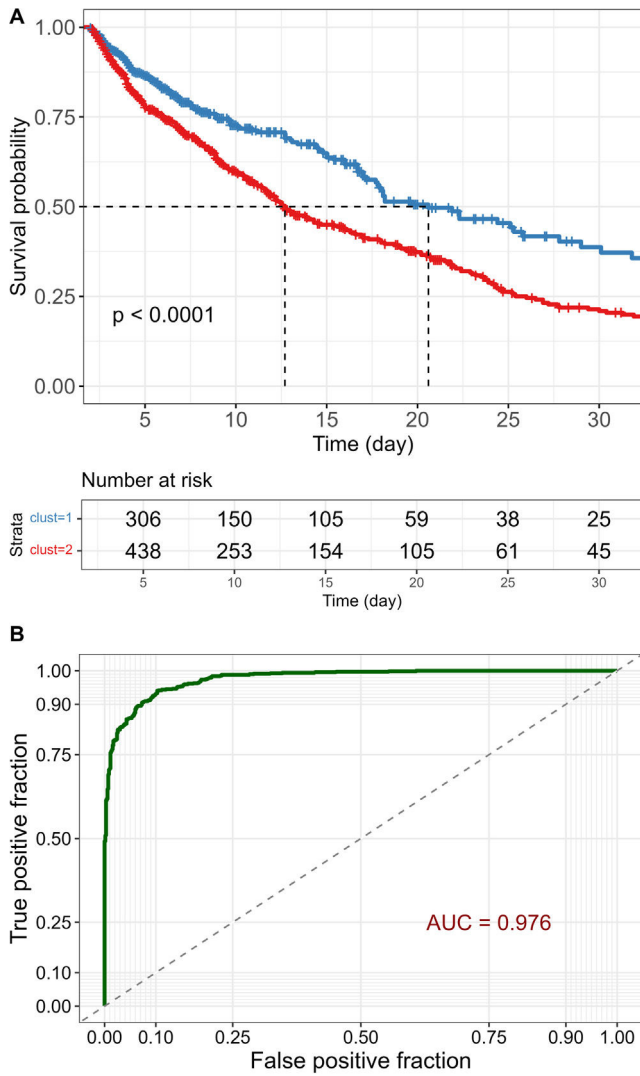 A
1.00
0.75
0.50
0.25
0.00
Survival probability
p < 0.0001
5 10 15 20 25 30
Time (day)
Number at risk
Strata
clust=1 306 150 105 59 38 25
clust=2 438 253 154 105 61 45
5 10 15 20 25 30
Time (day)
B
1.00
0.90
0.75
0.50
0.25
0.10
0.00
True positive fraction
AUC = 0.976
0.00 0.10 0.25 0.50 0.75 0.90 1.00
False positive fraction